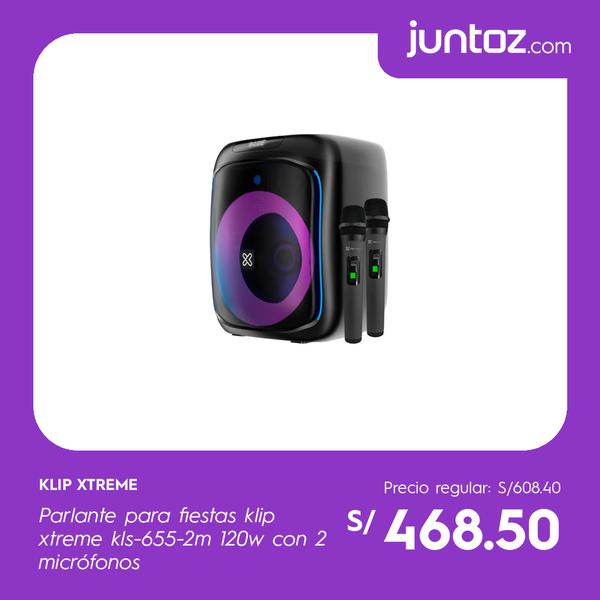 juntoz.com
KLIP XTREME
Parlante para fiestas klip
xtreme kls-655-2m 120w con 2
micrófonos
Precio regular: S/608.40
S/ 468.50